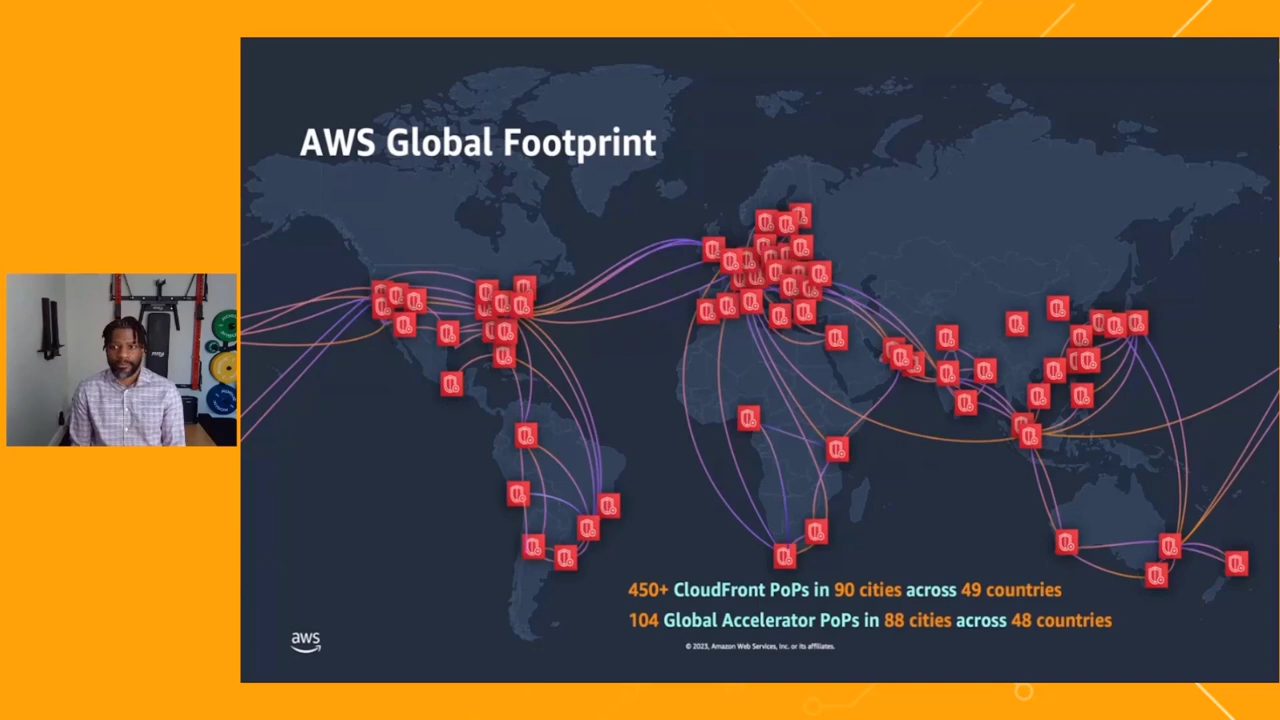 AWS Global Footprint
450+ CloudFront PoPs in 90 cities across 49 countries
104 Global Accelerator PoPs in 88 cities across 48 countries
aws
© 2023, Amazon Web Services, Inc. or its affiliates.